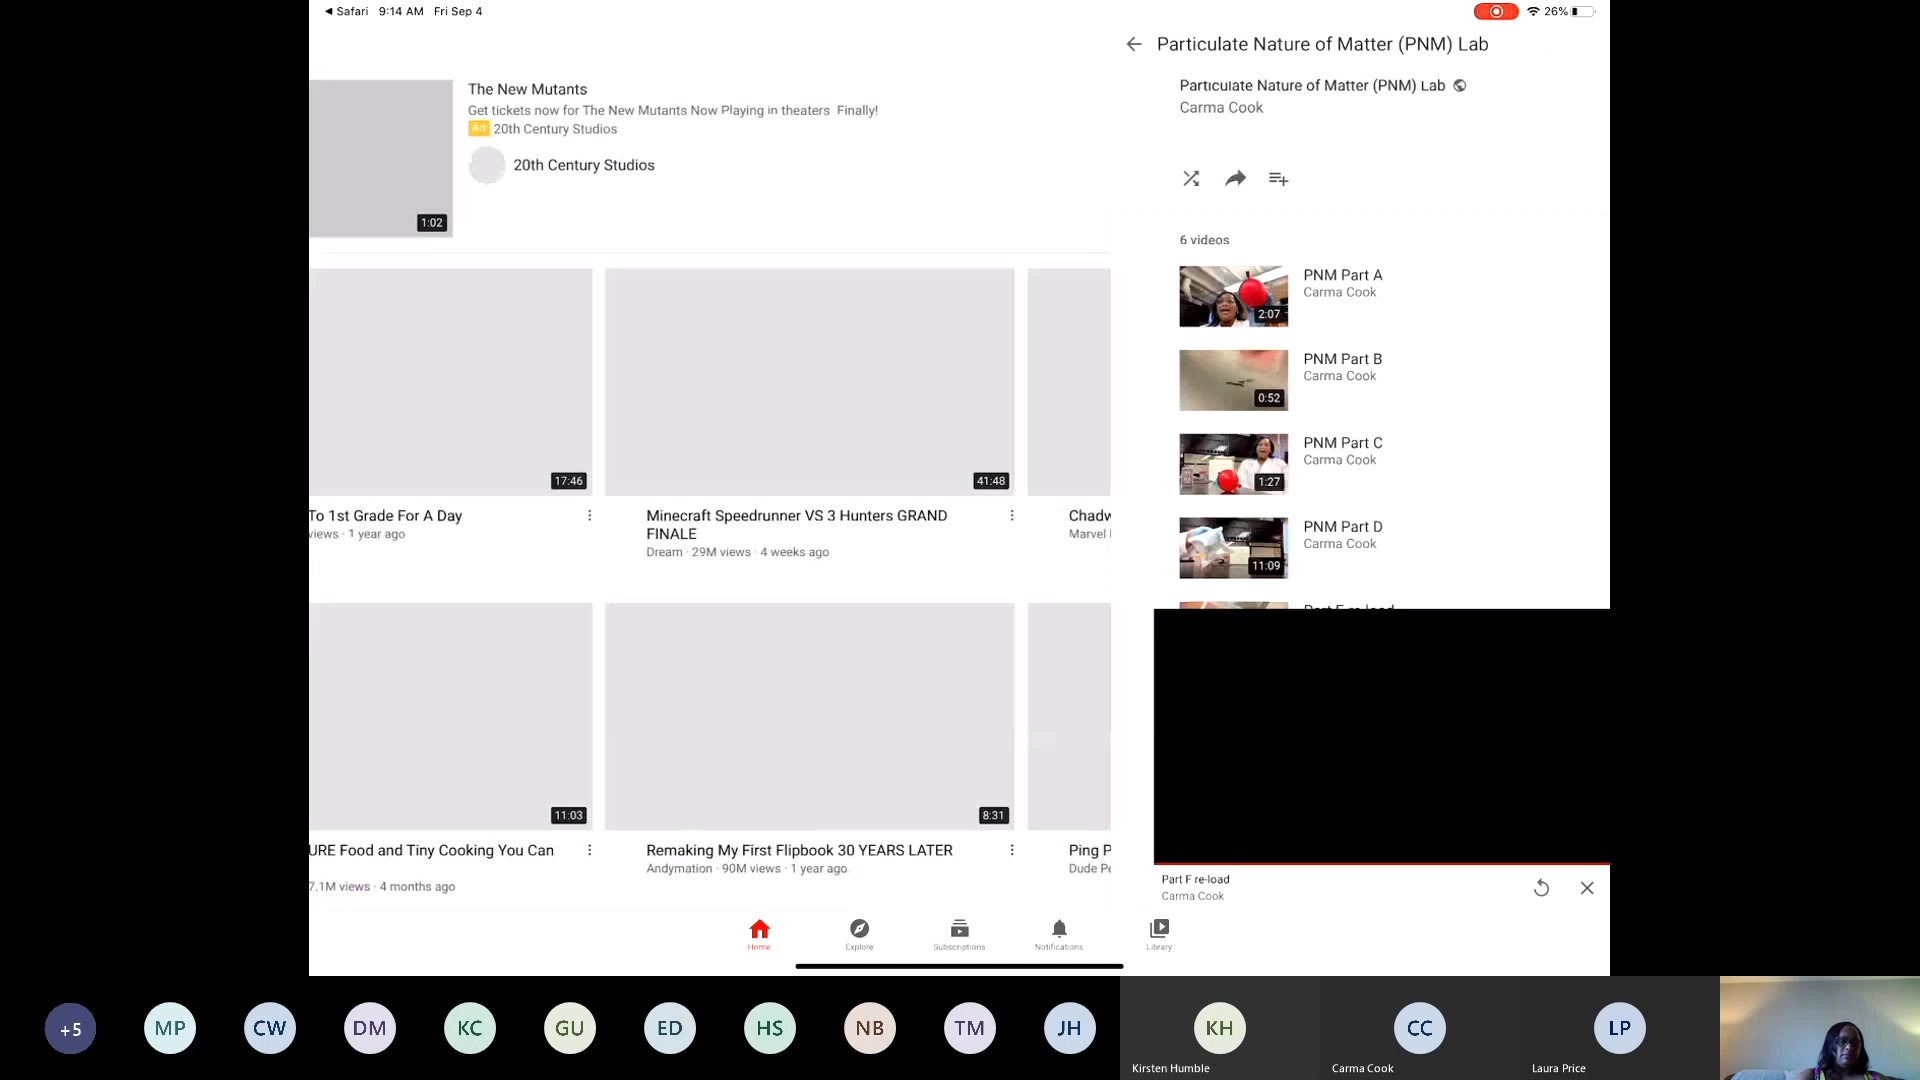 ◀ Safari 9:14 AM Fri Sep 4
26%
The New Mutants
Get tickets now for The New Mutants Now Playing in theaters Finally!
Ad 20th Century Studios
20th Century Studios
1:02
17:46
41:48
To 1st Grade For A Day
views · 1 year ago
Minecraft Speedrunner VS 3 Hunters GRAND
FINALE
Dream · 29M views · 4 weeks ago
Chadw
Marvel
11:03
8:31
URE Food and Tiny Cooking You Can
7.1M views · 4 months ago
Remaking My First Flipbook 30 YEARS LATER
Andymation · 90M views · 1 year ago
Ping P
Dude Pe
Particulate Nature of Matter (PNM) Lab
Particulate Nature of Matter (PNM) Lab
Carma Cook
6 videos
PNM Part A
Carma Cook
2:07
PNM Part B
Carma Cook
0:52
PNM Part C
Carma Cook
1:27
PNM Part D
Carma Cook
11:09
Part F re-load
Part F re-load
Carma Cook
Home
Explore
Subscriptions
Notifications
Library
+5
MP
CW
DM
KC
GU
ED
HS
NB
TM
JH
KH
Kirsten Humble
CC
Carma Cook
LP
Laura Price